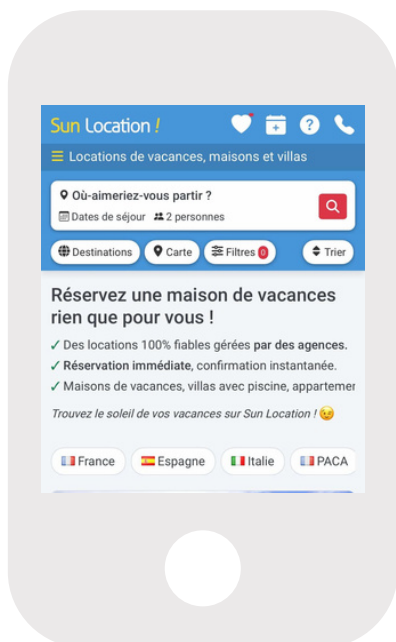 Sun Location !
Locations de vacances, maisons et villas
Où-aimeriez-vous partir ?
Dates de séjour 2 personnes
Destinations Carte Filtres 0 Trier
Réservez une maison de vacances
rien que pour vous !
✓ Des locations 100% fiables gérées par des agences.
✓ Réservation immédiate, confirmation instantanée.
✓ Maisons de vacances, villas avec piscine, appartemer
Trouvez le soleil de vos vacances sur Sun Location ! 😉
France Espagne Italie PACA